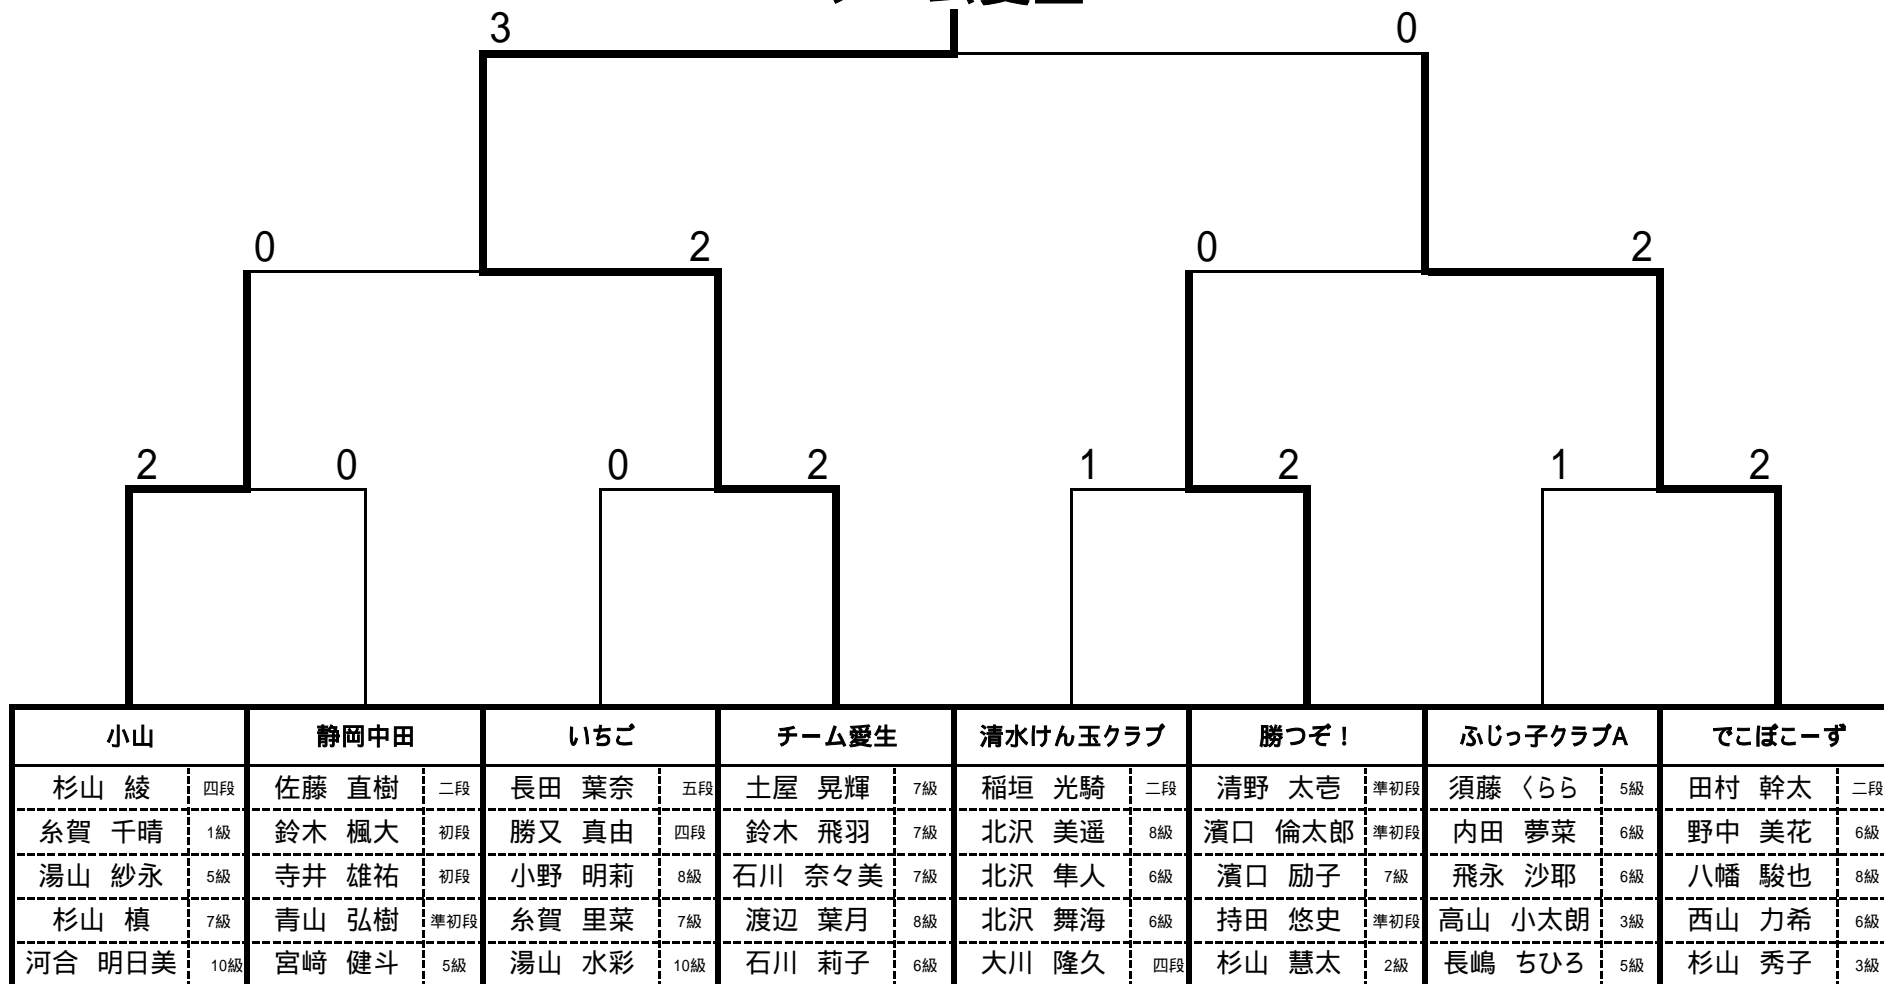 チーム愛生
3 0
0 2 0 2
2 0 0 2 1 2 1 2
小山 静岡中田 いちご チーム愛生 清水けん玉クラブ 勝つぞ！ ふじっ子クラブA でこぼこーず
杉山 綾 四段 佐藤 直樹 二段 長田 葉奈 五段 土屋 晃輝 7級 稲垣 光騎 二段 清野 太壱 準初段 須藤 くらら 5級 田村 幹太 二段
糸賀 千晴 1級 鈴木 楓大 初段 勝又 真由 四段 鈴木 飛羽 7級 北沢 美遥 8級 濱口 倫太郎 準初段 内田 夢菜 6級 野中 美花 6級
湯山 紗永 5級 寺井 雄祐 初段 小野 明莉 8級 石川 奈々美 7級 北沢 隼人 6級 濱口 励子 7級 飛永 沙耶 6級 八幡 駿也 8級
杉山 槙 7級 青山 弘樹 準初段 糸賀 里菜 7級 渡辺 葉月 8級 北沢 舞海 6級 持田 悠史 準初段 高山 小太朗 3級 西山 力希 6級
河合 明日美 10級 宮﨑 健斗 5級 湯山 水彩 10級 石川 莉子 6級 大川 隆久 四段 杉山 慧太 2級 長嶋 ちひろ 5級 杉山 秀子 3級